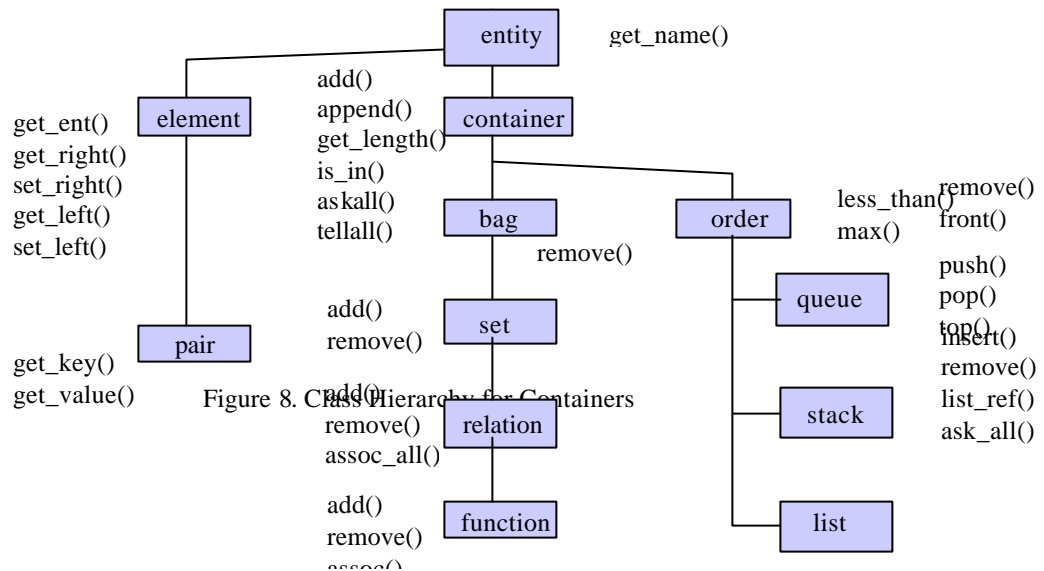 entity
get_name()
element
get_ent()
get_right()
set_right()
get_left()
set_left()
add()
append()
get_length()
is_in()
askall()
tellall()
container
bag
remove()
order
less_than()
max()
remove()
front()
queue
push()
pop()
top()
insert()
remove()
list_ref()
ask_all()
pair
get_key()
get_value()
add()
remove()
set
Figure 8. Class Hierarchy for Containers
add()
remove()
assoc_all()
relation
stack
add()
remove()
assoc()
function
list